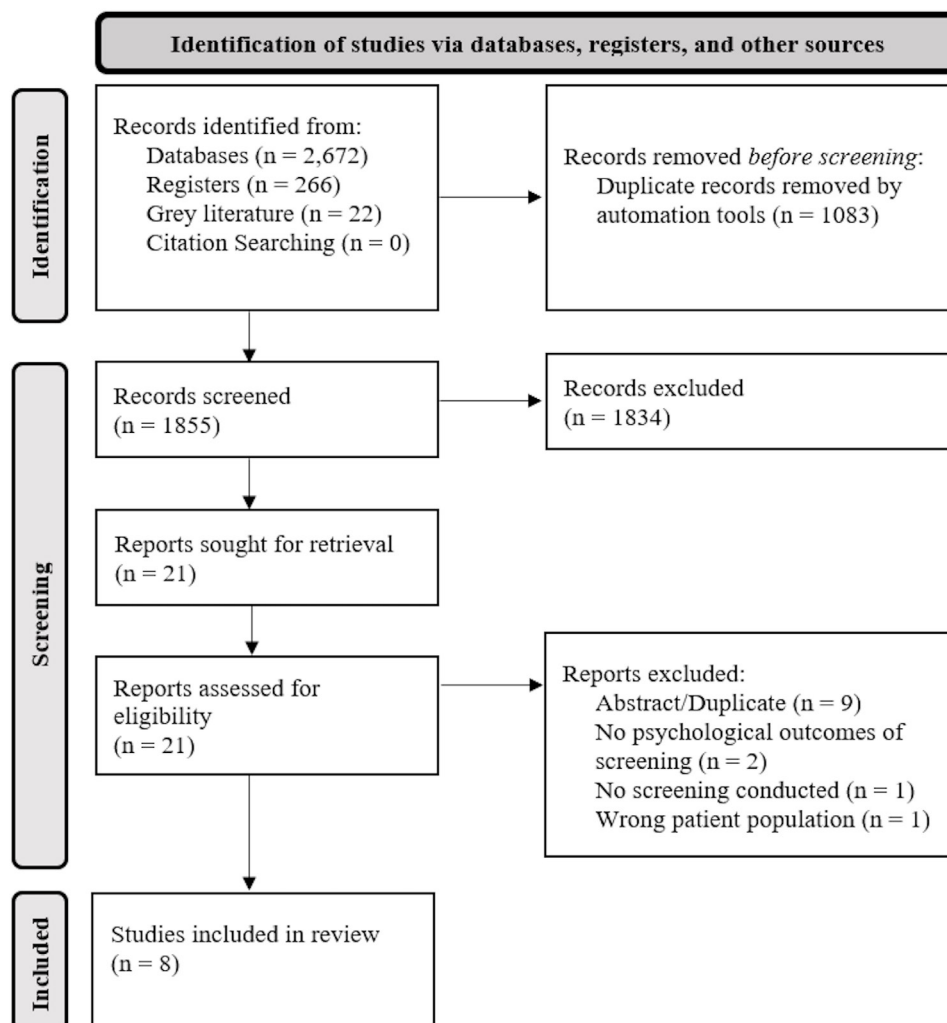 Identification of studies via databases, registers, and other sources
Identification
Records identified from:
Databases (n = 2,672)
Registers (n = 266)
Grey literature (n = 22)
Citation Searching (n = 0)
Records removed before screening:
Duplicate records removed by
automation tools (n = 1083)
Screening
Records screened
(n = 1855)
Records excluded
(n = 1834)
Reports sought for retrieval
(n = 21)
Reports assessed for
eligibility
(n = 21)
Reports excluded:
Abstract/Duplicate (n = 9)
No psychological outcomes of
screening (n = 2)
No screening conducted (n = 1)
Wrong patient population (n = 1)
Included
Studies included in review
(n = 8)